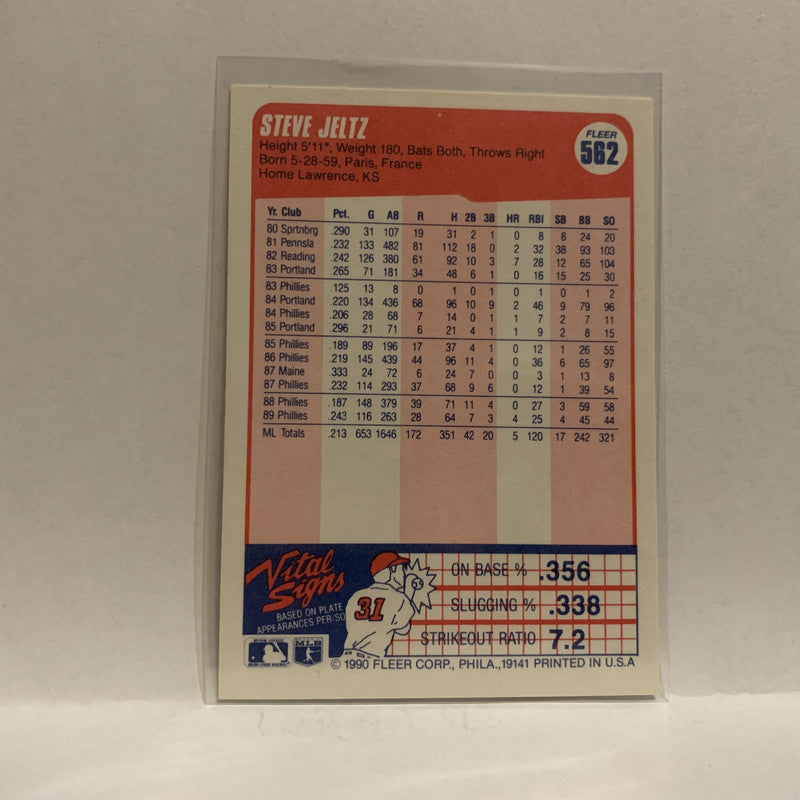 STEVE JELTZ
FLEER
562
Height 5'11", Weight 180, Bats Both, Throws Right
Born 5-28-59, Paris, France
Home Lawrence, KS
Yr. Club Pct. G AB R H 2B 3B HR RBI SB BB SO
80 Sprtnbrg .290 31 107 19 31 2 1 0 8 8 24 20
81 Pennsla .232 133 482 81 112 18 0 2 32 38 93 103
82 Reading .242 126 380 61 92 10 3 7 28 12 65 104
83 Portland .265 71 181 34 48 6 1 0 16 15 25 30
83 Phillies .125 13 8 0 1 0 1 0 1 0 1 2
84 Portland .220 134 436 68 96 10 9 2 46 9 79 96
84 Phillies .206 28 68 7 14 0 1 1 7 2 7 11
85 Portland .296 21 71 6 21 4 1 1 9 2 8 15
85 Phillies .189 89 196 17 37 4 1 0 12 1 26 55
86 Phillies .219 145 439 44 96 11 4 0 36 6 65 97
87 Maine .333 24 72 6 24 7 0 0 3 1 13 8
87 Phillies .232 114 293 37 68 9 6 0 12 1 39 54
88 Phillies .187 148 379 39 71 11 4 0 27 3 59 58
89 Phillies .243 116 263 28 64 7 3 4 25 4 45 44
ML Totals .213 653 1646 172 351 42 20 5 120 17 242 321
Vital Signs
BASED ON PLATE
APPEARANCES PER/SO
31
ON BASE % .356
SLUGGING % .338
STRIKEOUT RATIO 7.2
MLB
© 1990 FLEER CORP., PHILA.,19141 PRINTED IN U.S.A